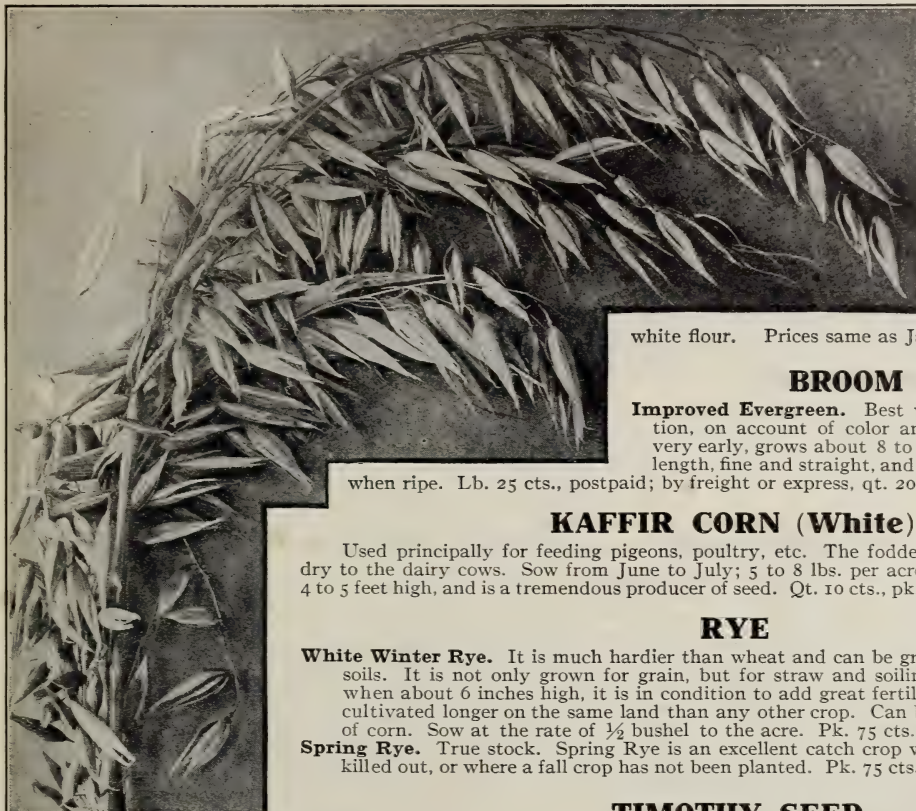 white flour. Prices same as J
BROOM
Improved Evergreen. Best
tion, on account of color
very early, grows about 8 to
length, fine and straight, and
when ripe. Lb. 25 cts., postpaid; by freight or express, qt. 20
KAFFIR CORN (White)
Used principally for feeding pigeons, poultry, etc. The
dry to the dairy cows. Sow from June to July; 5 to 8 lbs. per
4 to 5 feet high, and is a tremendous producer of seed. Qt. 10 cts., pk
RYE
White Winter Rye. It is much hardier than wheat and can be
soils. It is not only grown for grain, but for straw and
when about 6 inches high, it is in condition to add great
cultivated longer on the same land than any other crop. Can
of corn. Sow at the rate of ½ bushel to the acre. Pk. 75 cts.
Spring Rye. True stock. Spring Rye is an excellent catch crop
killed out, or where a fall crop has not been planted. Pk. 75 cts.
TIMOTHY SEED